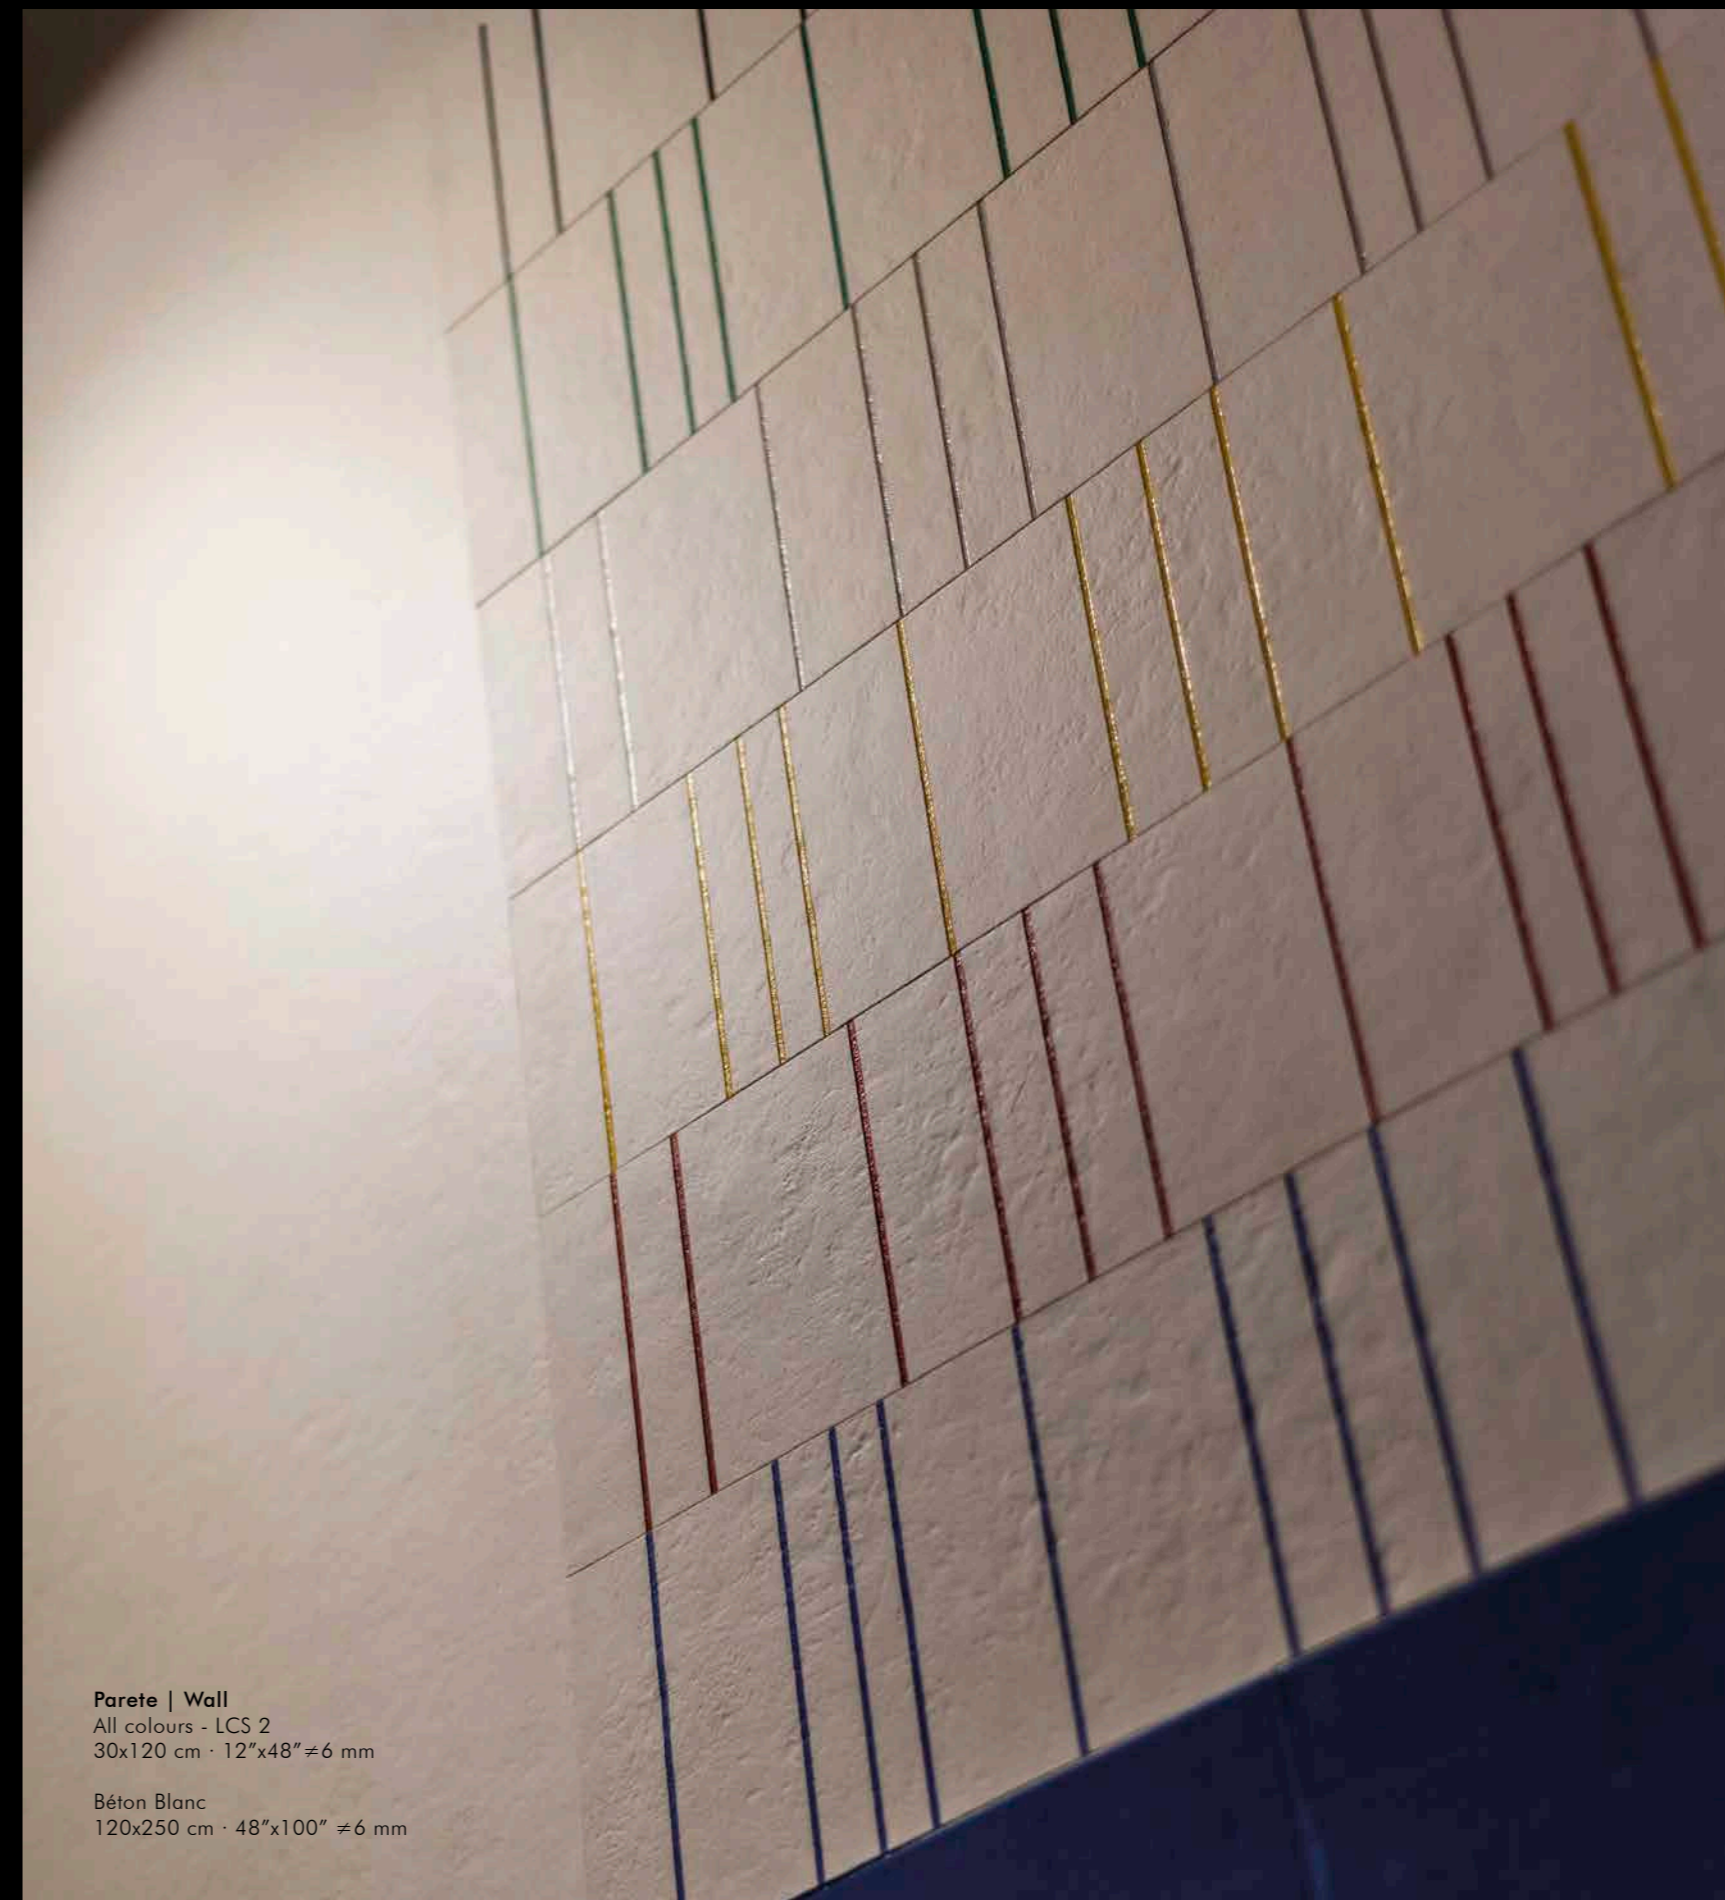 Parete | Wall
All colours - LCS 2
30x120 cm · 12”x48”≠6 mm
Béton Blanc
120x250 cm · 48”x100” ≠6 mm